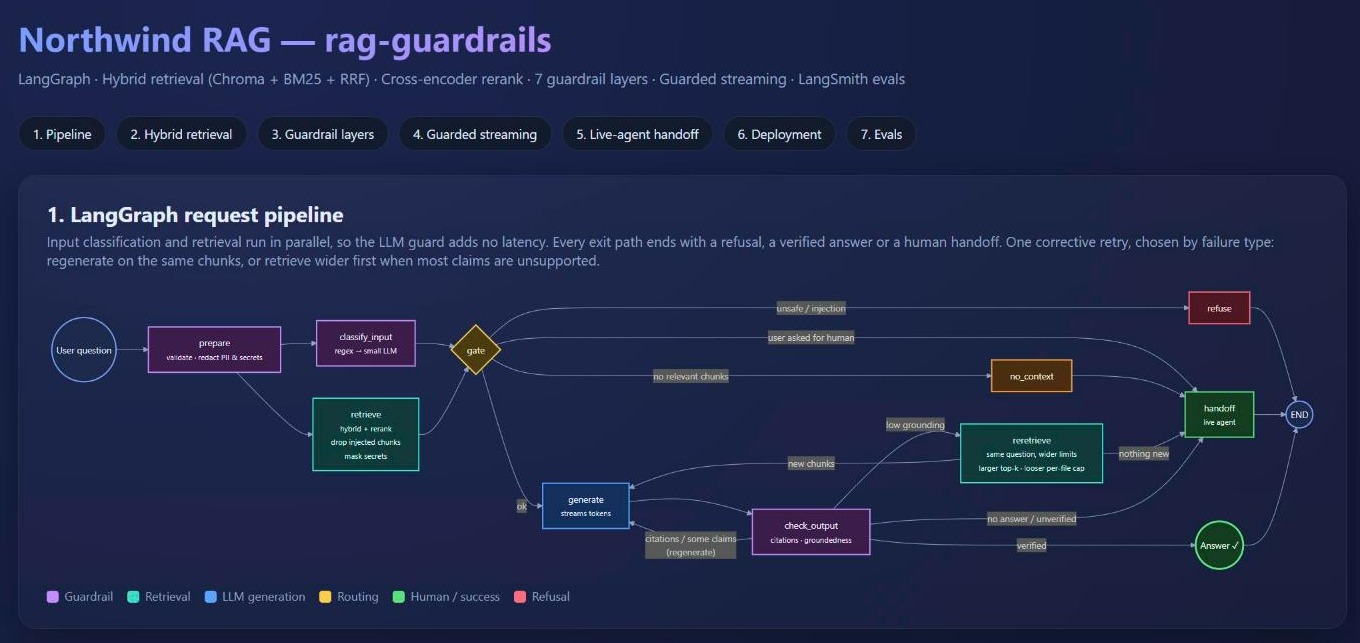 Northwind RAG — rag-guardrails
LangGraph · Hybrid retrieval (Chroma + BM25 + RRF) · Cross-encoder rerank · 7 guardrail layers · Guarded streaming · LangSmith evals
1. Pipeline
2. Hybrid retrieval
3. Guardrail layers
4. Guarded streaming
5. Live-agent handoff
6. Deployment
7. Evals
1. LangGraph request pipeline
Input classification and retrieval run in parallel, so the LLM guard adds no latency. Every exit path ends with a refusal, a verified answer or a human handoff. One corrective retry, chosen by failure type:
regenerate on the same chunks, or retrieve wider first when most claims are unsupported.
User question
prepare
validate · redact PII & secrets
classify_input
regex → small LLM
retrieve
hybrid + rerank
drop injected chunks
mask secrets
gate
unsafe / injection
user asked for human
no relevant chunks
ok
refuse
no_context
handoff
live agent
END
low grounding
reretrieve
same question, wider limits
larger top-k · looser per-file cap
nothing new
new chunks
generate
streams tokens
citations / some claims
(regenerate)
check_output
citations · groundedness
no answer / unverified
verified
Answer ✓
Guardrail
Retrieval
LLM generation
Routing
Human / success
Refusal